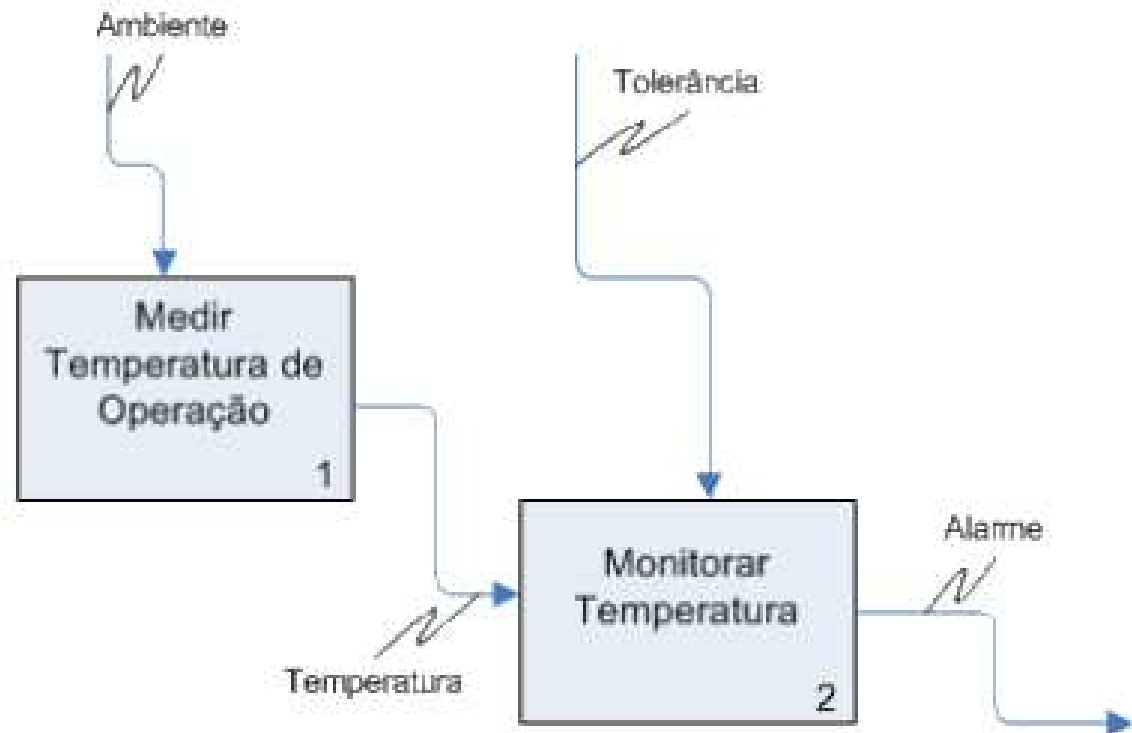 Ambiente
Tolerância
Medir
Temperatura de
Operação
1
Monitorar
Temperatura
2
Alarme
Temperatura